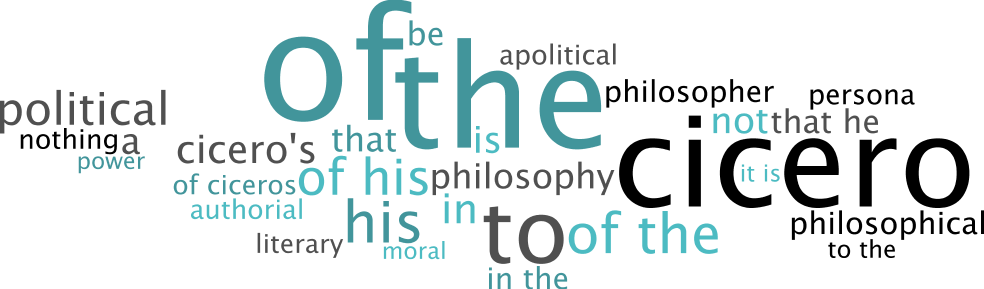 of
be
the
apolitical
political
philosopher
persona
nothing
a
power
cicero's
that
is
not
that he
cicero
of ciceros
of his
philosophy
it is
authorial
his
in
to
of the
philosophical
literary
moral
to the
in the